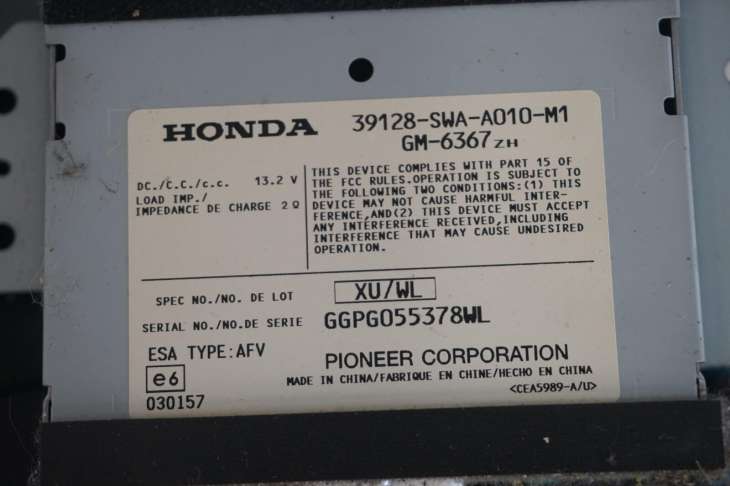 HONDA 39128-SWA-A010-M1
GM-6367ZH
DC./C.C./c.c. 13.2 V
LOAD IMP./
IMPEDANCE DE CHARGE 2Ω
THIS DEVICE COMPLIES WITH PART 15 OF
THE FCC RULES.OPERATION IS SUBJECT TO
THE FOLLOWING TWO CONDITIONS:(1) THIS
DEVICE MAY NOT CAUSE HARMFUL INTER-
FERENCE,AND(2) THIS DEVICE MUST ACCEPT
ANY INTERFERENCE RECEIVED,INCLUDING
INTERFERENCE THAT MAY CAUSE UNDESIRED
OPERATION.
SPEC NO./NO. DE LOT XU/WL
SERIAL NO./NO.DE SERIE GGPG055378WL
ESA TYPE:AFV
e6
030157
PIONEER CORPORATION
MADE IN CHINA/FABRIQUE EN CHINE/HECHO EN CHINA
<CEA5989-A/U>